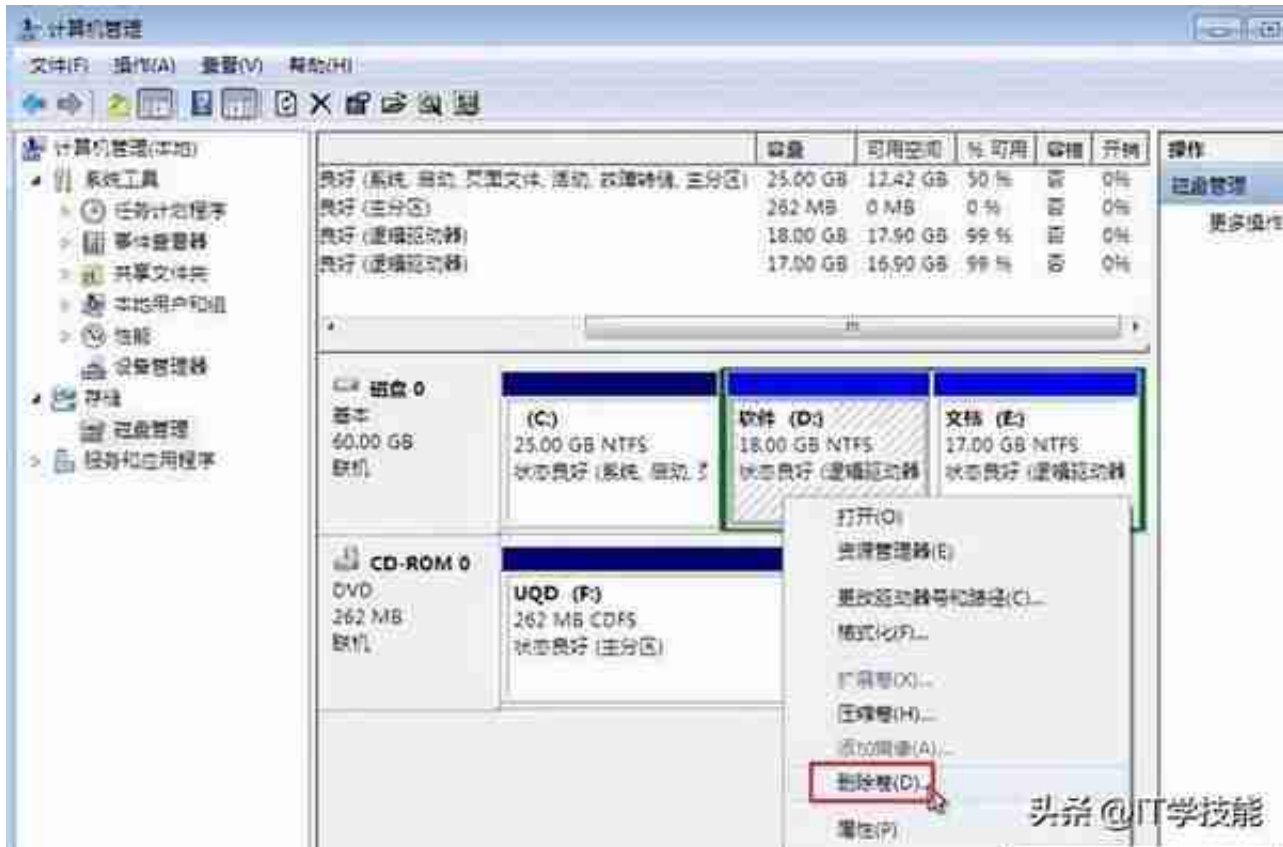 计算机管理
文件(F) 操作(A) 查看(V) 帮助(H)
计算机管理(本地)
系统工具
任务计划程序
事件查看器
共享文件夹
本地用户和组
性能
设备管理器
存储
磁盘管理
服务和应用程序
容量 可用空间 % 可用 容错 开销
良好 (系统, 启动, 页面文件, 活动, 故障转储, 主分区) 25.00 GB 12.42 GB 50 % 否 0%
良好 (主分区) 262 MB 0 MB 0 % 否 0%
良好 (逻辑驱动器) 18.00 GB 17.90 GB 99 % 否 0%
良好 (逻辑驱动器) 17.00 GB 16.90 GB 99 % 否 0%
操作
磁盘管理
更多操作
磁盘 0
基本
60.00 GB
联机
(C:)
25.00 GB NTFS
状态良好 (系统, 启动, 页
软件 (D:)
18.00 GB NTFS
状态良好 (逻辑驱动器
文档 (E:)
17.00 GB NTFS
状态良好 (逻辑驱动器
CD-ROM 0
DVD
262 MB
联机
UQD (F:)
262 MB CDFS
状态良好 (主分区)
打开(O)
资源管理器(E)
更改驱动器号和路径(C)...
格式化(F)...
扩展卷(X)...
压缩卷(H)...
添加镜像(A)...
删除卷(D)...
属性(P)
头条 @IT学技能